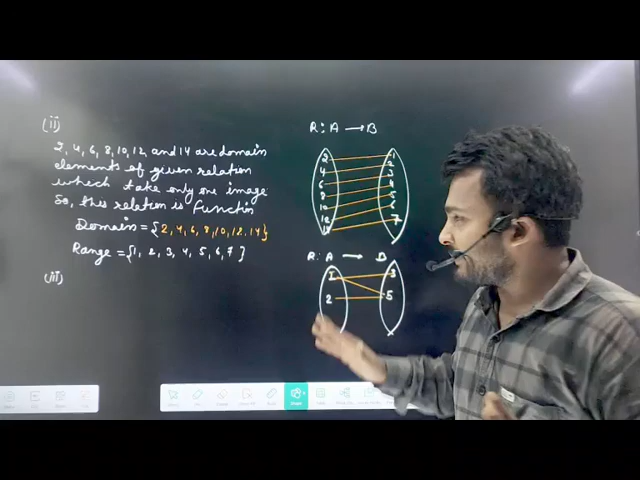 (ii)
2, 4, 6, 8, 10, 12, and 14 are domain
elements of given relation
which take only one image
So, this relation is functin
Domain = {2, 4, 6, 8, 10, 12, 14}
Range = {1, 2, 3, 4, 5, 6, 7}
(iii)
R: A → B
2 1
4 2
6 3
8 4
10 5
12 6
14 7
R: A → B
1 3
2 5